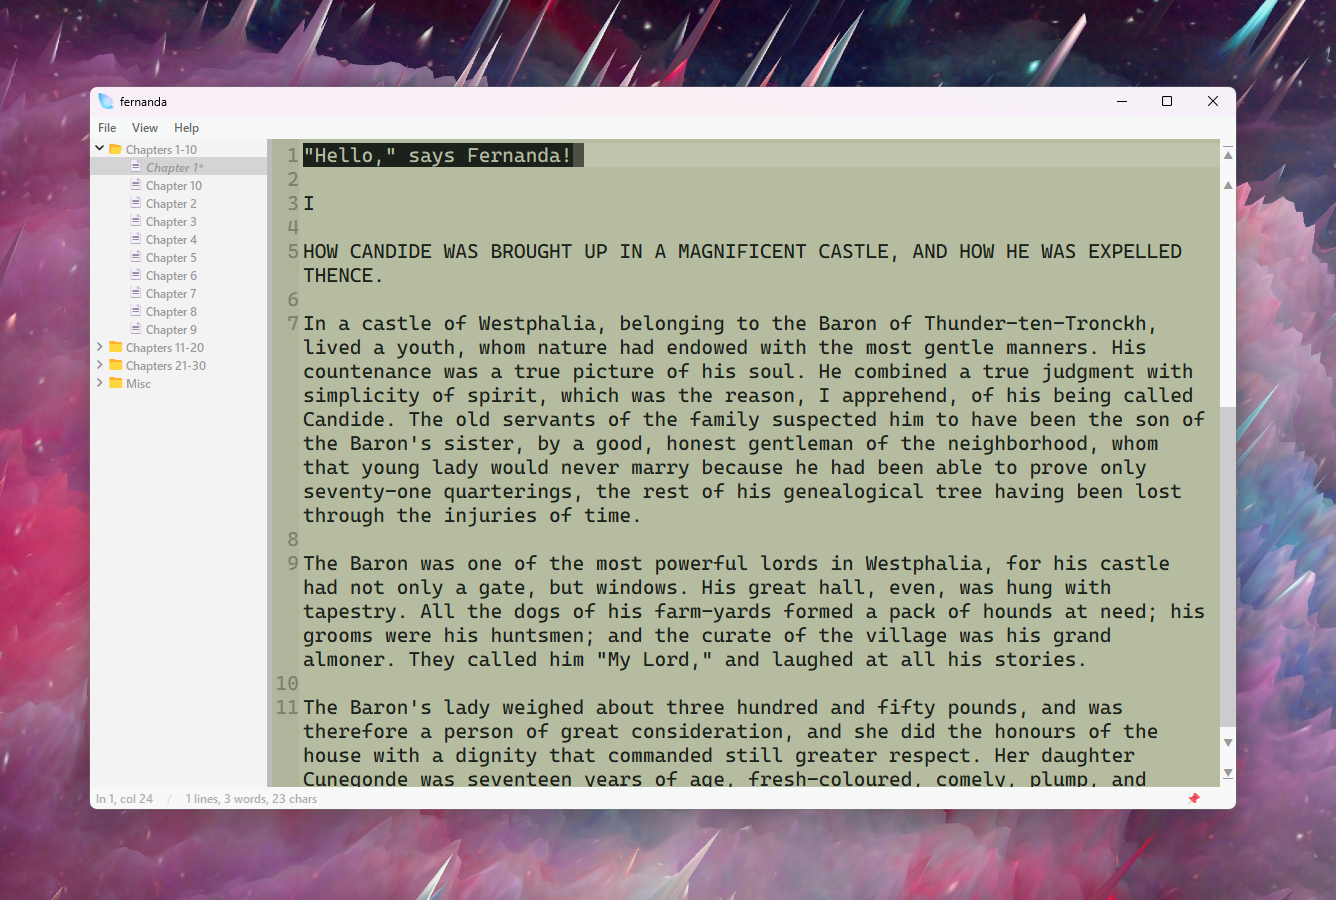 fernanda
File View Help
Chapters 1-10
Chapter 1*
Chapter 10
Chapter 2
Chapter 3
Chapter 4
Chapter 5
Chapter 6
Chapter 7
Chapter 8
Chapter 9
Chapters 11-20
Chapters 21-30
Misc
1 "Hello," says Fernanda!
2
3 I
4
5 HOW CANDIDE WAS BROUGHT UP IN A MAGNIFICENT CASTLE, AND HOW HE WAS EXPELLED
THENCE.
6
7 In a castle of Westphalia, belonging to the Baron of Thunder-ten-Tronckh,
lived a youth, whom nature had endowed with the most gentle manners. His
countenance was a true picture of his soul. He combined a true judgment with
simplicity of spirit, which was the reason, I apprehend, of his being called
Candide. The old servants of the family suspected him to have been the son of
the Baron's sister, by a good, honest gentleman of the neighborhood, whom
that young lady would never marry because he had been able to prove only
seventy-one quarterings, the rest of his genealogical tree having been lost
through the injuries of time.
8
9 The Baron was one of the most powerful lords in Westphalia, for his castle
had not only a gate, but windows. His great hall, even, was hung with
tapestry. All the dogs of his farm-yards formed a pack of hounds at need; his
grooms were his huntsmen; and the curate of the village was his grand
almoner. They called him "My Lord," and laughed at all his stories.
10
11 The Baron's lady weighed about three hundred and fifty pounds, and was
therefore a person of great consideration, and she did the honours of the
house with a dignity that commanded still greater respect. Her daughter
Cunegonde was seventeen years of age, fresh-coloured, comely, plump, and
ln 1, col 24 / 1 lines, 3 words, 23 chars